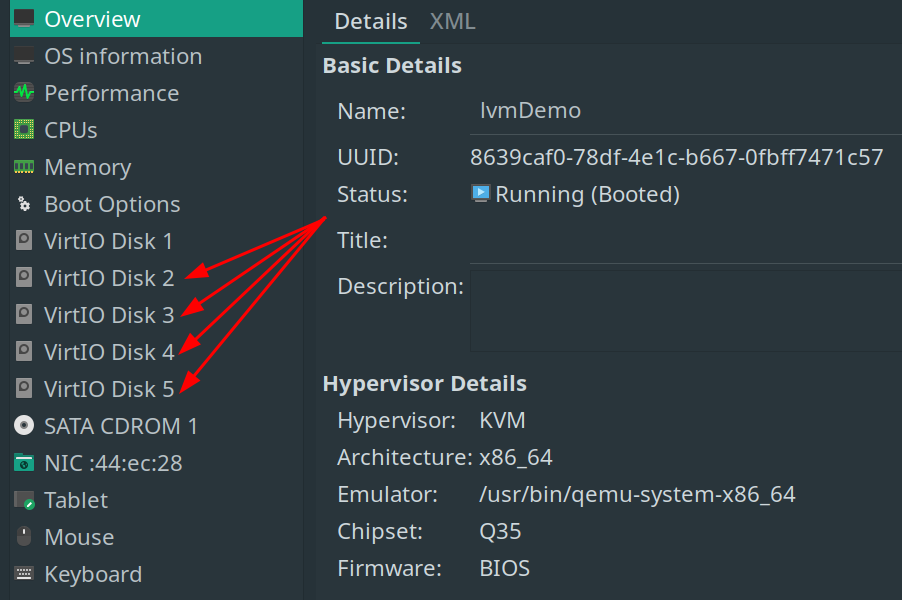 Overview
OS information
Performance
CPUs
Memory
Boot Options
VirtIO Disk 1
VirtIO Disk 2
VirtIO Disk 3
VirtIO Disk 4
VirtIO Disk 5
SATA CDROM 1
NIC :44:ec:28
Tablet
Mouse
Keyboard
Details XML
Basic Details
Name: lvmDemo
UUID: 8639caf0-78df-4e1c-b667-0fbff7471c57
Status: Running (Booted)
Title:
Description:
Hypervisor Details
Hypervisor: KVM
Architecture: x86_64
Emulator: /usr/bin/qemu-system-x86_64
Chipset: Q35
Firmware: BIOS